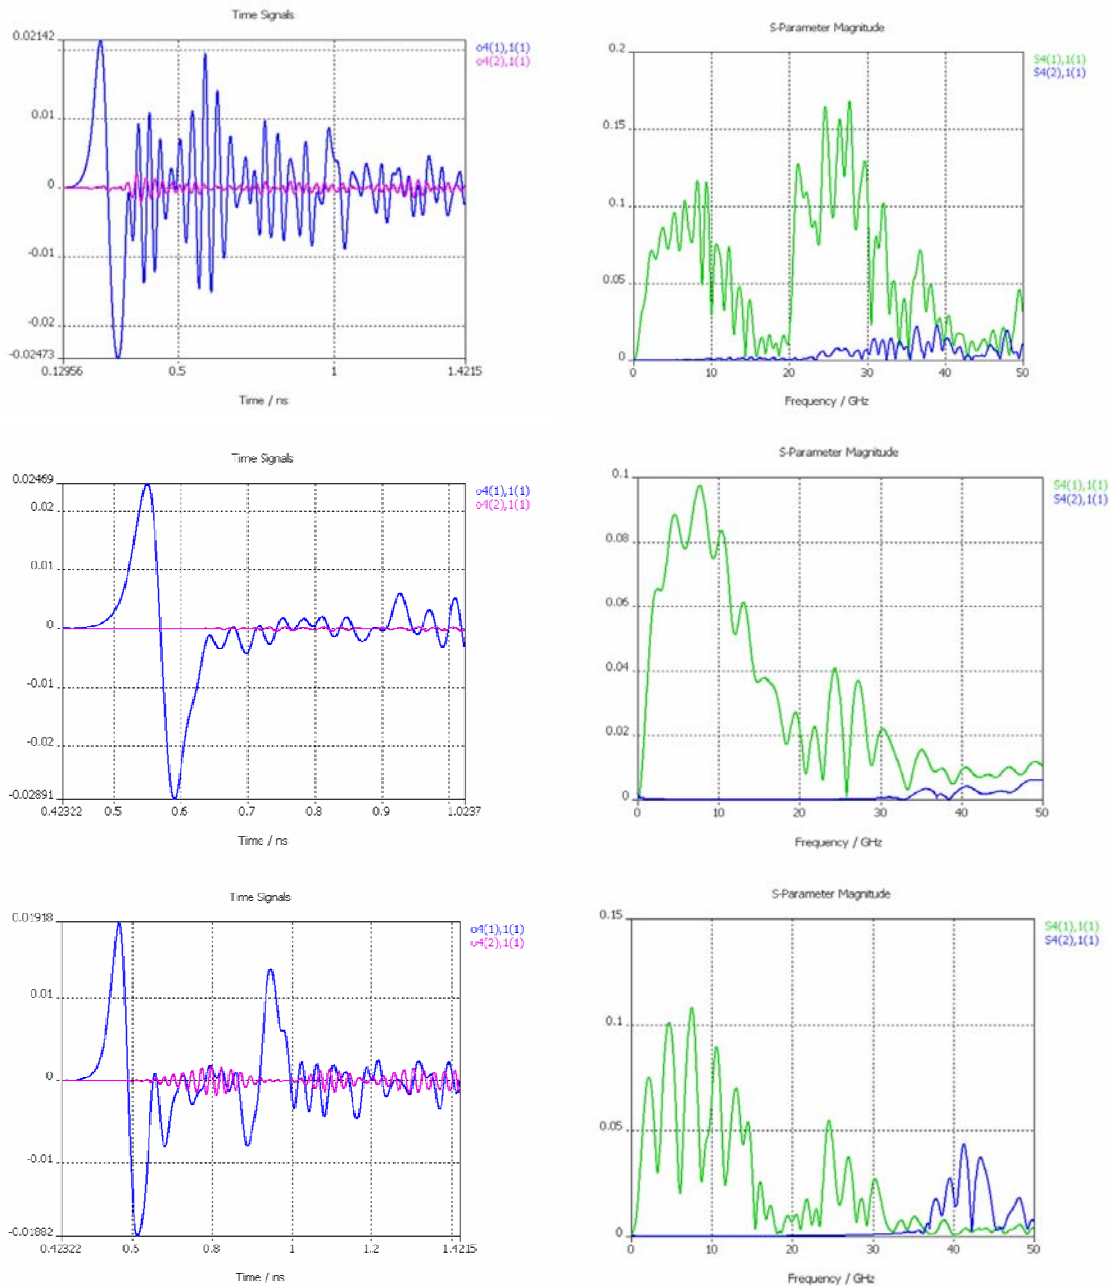 Time Signals
0.02142
0.01
0
-0.01
-0.02
-0.02473
0.12956
0.5
1
1.4215
Time / ns
o4(1),1(1)
o4(2),1(1)
S-Parameter Magnitude
0.2
0.15
0.1
0.05
0
0
10
20
30
40
50
Frequency / GHz
S4(1),1(1)
S4(2),1(1)
Time Signals
0.02469
0.02
0.01
0
-0.01
-0.02
-0.02891
0.42322
0.5
0.6
0.7
0.8
0.9
1.0237
Time / ns
o4(1),1(1)
o4(2),1(1)
S-Parameter Magnitude
0.1
0.08
0.06
0.04
0.02
0
0
10
20
30
40
50
Frequency / GHz
S4(1),1(1)
S4(2),1(1)
Time Signals
0.01918
0.01
0
-0.01
-0.01882
0.42322
0.5
0.8
1
1.2
1.4215
Time / ns
o4(1),1(1)
o4(2),1(1)
S-Parameter Magnitude
0.15
0.1
0.05
0
0
10
20
30
40
50
Frequency / GHz
S4(1),1(1)
S4(2),1(1)